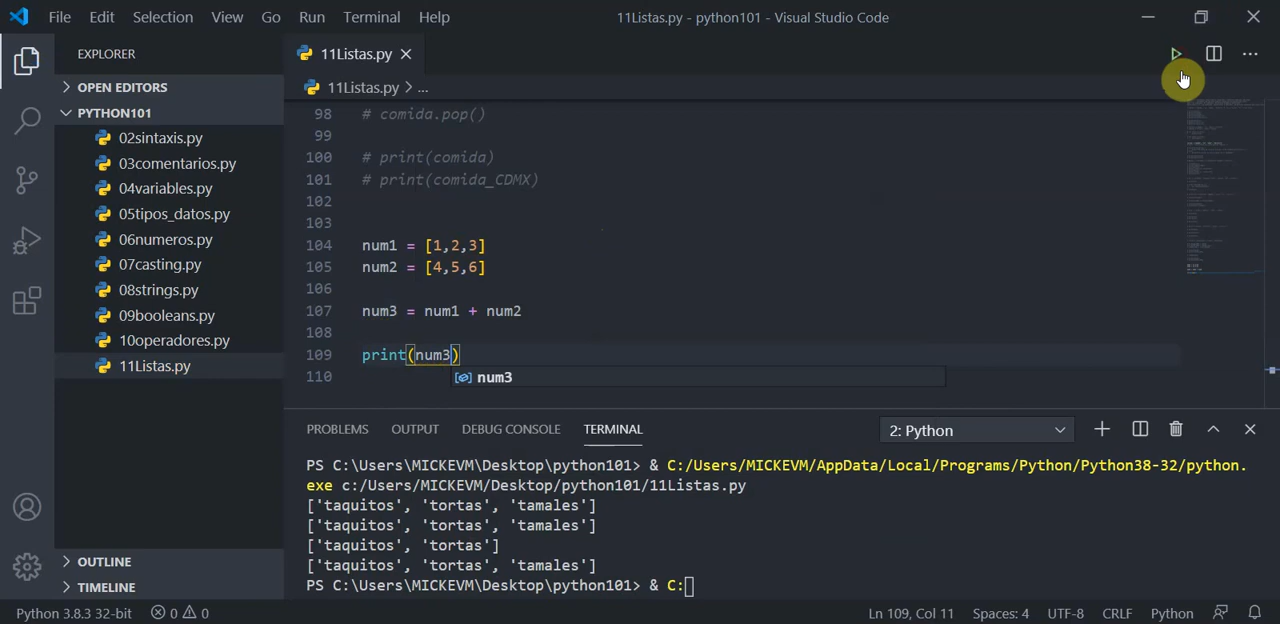 File Edit Selection View Go Run Terminal Help 11Listas.py - python101 - Visual Studio Code
EXPLORER
OPEN EDITORS
PYTHON101
02sintaxis.py
03comentarios.py
04variables.py
05tipos_datos.py
06numeros.py
07casting.py
08strings.py
09booleans.py
10operadores.py
11Listas.py
OUTLINE
TIMELINE
11Listas.py
11Listas.py > ...
98 # comida.pop()
99
100 # print(comida)
101 # print(comida_CDMX)
102
103
104 num1 = [1,2,3]
105 num2 = [4,5,6]
106
107 num3 = num1 + num2
108
109 print(num3)
110
num3
PROBLEMS OUTPUT DEBUG CONSOLE TERMINAL 2: Python
PS C:\Users\MICKEVM\Desktop\python101> & C:/Users/MICKEVM/AppData/Local/Programs/Python/Python38-32/python.
exe c:/Users/MICKEVM/Desktop/python101/11Listas.py
['taquitos', 'tortas', 'tamales']
['taquitos', 'tortas', 'tamales']
['taquitos', 'tortas']
['taquitos', 'tortas', 'tamales']
PS C:\Users\MICKEVM\Desktop\python101> & C:
Python 3.8.3 32-bit 0 0 Ln 109, Col 11 Spaces: 4 UTF-8 CRLF Python